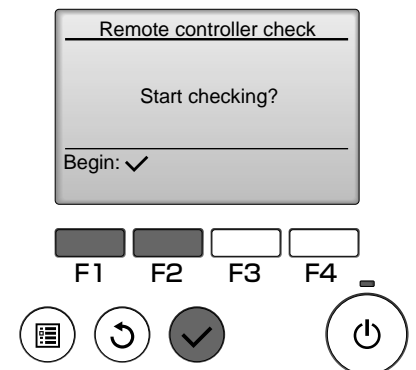 Remote controller check
Start checking?
Begin: ✓
F1 F2 F3 F4